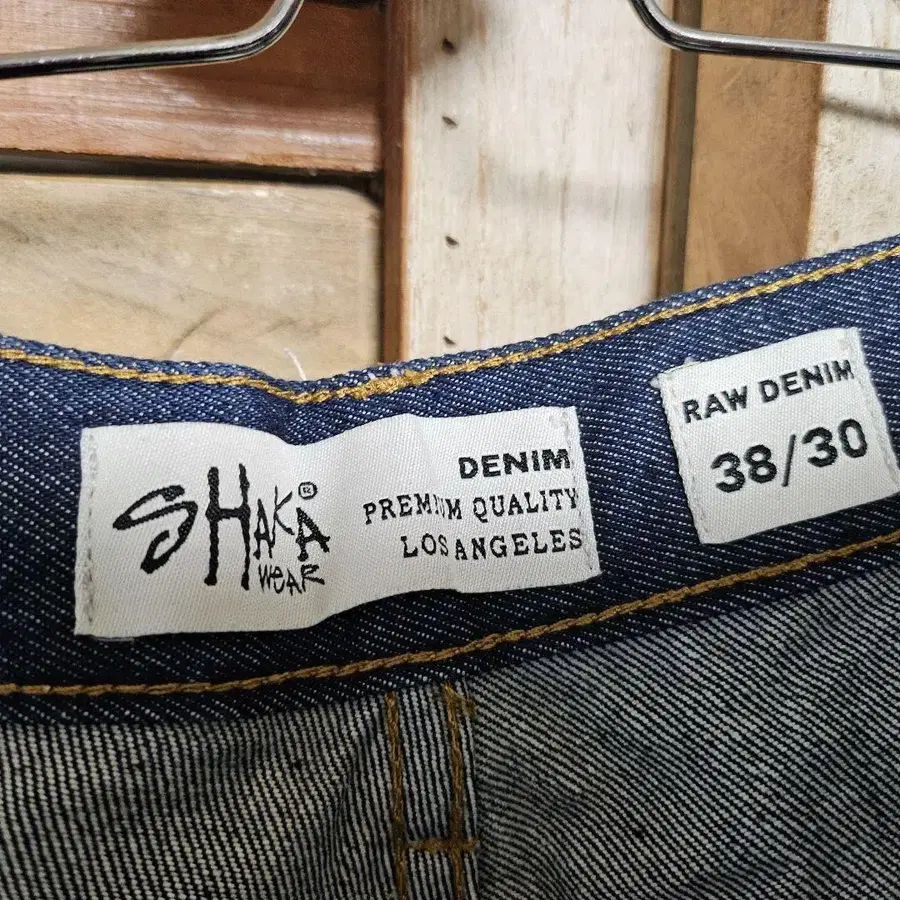 SHAKA®
WEAR
DENIM
PREMIUM QUALITY
LOS ANGELES
RAW DENIM
38/30